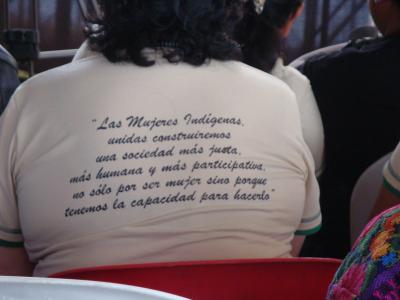 "Las Mujeres Indígenas,
unidas construiremos
una sociedad más justa,
más humana y más participativa.
no sólo por ser mujer sino porque
tenemos la capacidad para hacerlo"